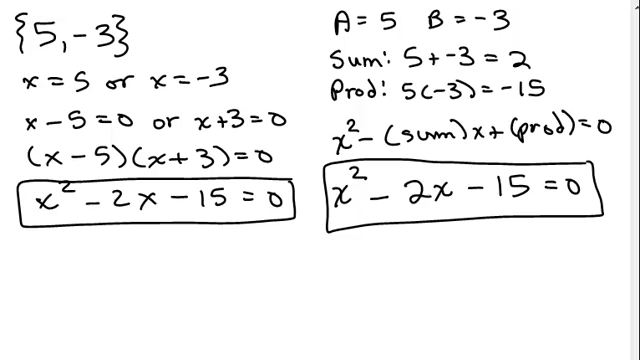 {5, -3}
x = 5 or x = -3
x - 5 = 0 or x + 3 = 0
(x - 5)(x + 3) = 0
x² - 2x - 15 = 0
A = 5 B = -3
Sum: 5 + -3 = 2
Prod: 5(-3) = -15
x² - (sum)x + (prod) = 0
x² - 2x - 15 = 0